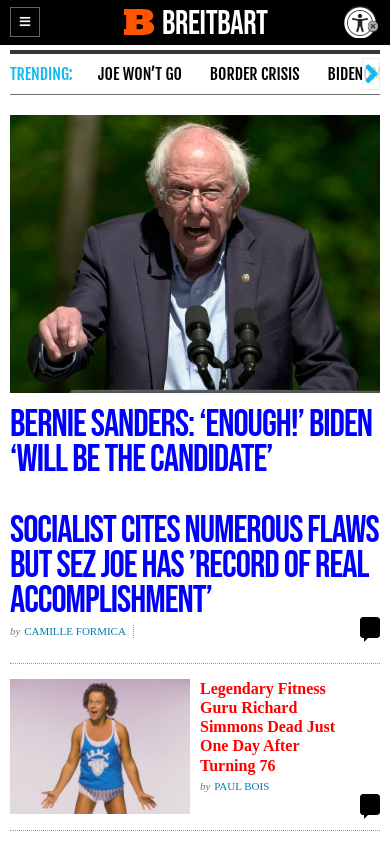 BREITBART
TRENDING:
JOE WON’T GO
BORDER CRISIS
BIDEN
BERNIE SANDERS: ‘ENOUGH!’ BIDEN
‘WILL BE THE CANDIDATE’
SOCIALIST CITES NUMEROUS FLAWS
BUT SEZ JOE HAS ’RECORD OF REAL
ACCOMPLISHMENT’
by CAMILLE FORMICA
Legendary Fitness
Guru Richard
Simmons Dead Just
One Day After
Turning 76
by PAUL BOIS